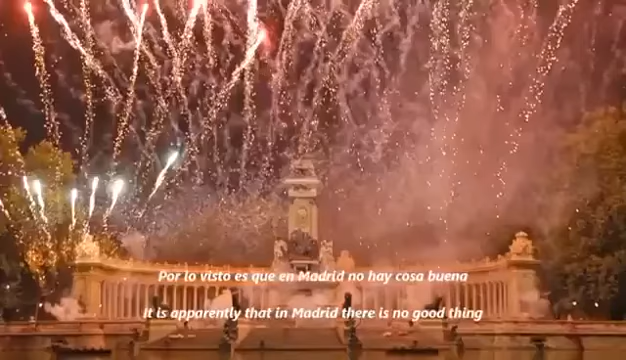 Por lo visto es que en Madrid no hay cosa buena
it is apparently that in Madrid there is no good thing